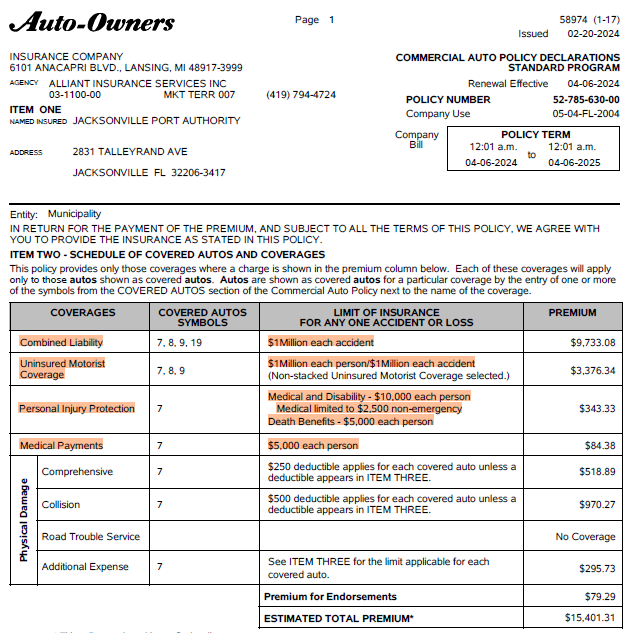 Auto-Owners
Page 1
58974 (1-17)
Issued 02-20-2024
INSURANCE COMPANY
6101 ANACAPRI BLVD., LANSING, MI 48917-3999
COMMERCIAL AUTO POLICY DECLARATIONS
STANDARD PROGRAM
AGENCY ALLIANT INSURANCE SERVICES INC
03-1100-00 MKT TERR 007 (419) 794-4724
Renewal Effective 04-06-2024
ITEM ONE
POLICY NUMBER 52-785-630-00
NAMED INSURED JACKSONVILLE PORT AUTHORITY
Company Use 05-04-FL-2004
ADDRESS 2831 TALLEYRAND AVE
JACKSONVILLE FL 32206-3417
Company
Bill
POLICY TERM
12:01 a.m. to 12:01 a.m.
04-06-2024 04-06-2025
Entity: Municipality
IN RETURN FOR THE PAYMENT OF THE PREMIUM, AND SUBJECT TO ALL THE TERMS OF THIS POLICY, WE AGREE WITH
YOU TO PROVIDE THE INSURANCE AS STATED IN THIS POLICY.
ITEM TWO - SCHEDULE OF COVERED AUTOS AND COVERAGES
This policy provides only those coverages where a charge is shown in the premium column below. Each of these coverages will apply
only to those autos shown as covered autos. Autos are shown as covered autos for a particular coverage by the entry of one or more
of the symbols from the COVERED AUTOS section of the Commercial Auto Policy next to the name of the coverage.
COVERAGES COVERED AUTOS SYMBOLS LIMIT OF INSURANCE FOR ANY ONE ACCIDENT OR LOSS PREMIUM
Combined Liability 7, 8, 9, 19 $1Million each accident $9,733.08
Uninsured Motorist Coverage 7, 8, 9 $1Million each person/$1Million each accident $3,376.34
(Non-stacked Uninsured Motorist Coverage selected.)
Personal Injury Protection 7 Medical and Disability - $10,000 each person $343.33
Medical limited to $2,500 non-emergency
Death Benefits - $5,000 each person
Medical Payments 7 $5,000 each person $84.38
Physical Damage
Comprehensive 7 $250 deductible applies for each covered auto unless a $518.89
deductible appears in ITEM THREE.
Collision 7 $500 deductible applies for each covered auto unless a $970.27
deductible appears in ITEM THREE.
Road Trouble Service No Coverage
Additional Expense 7 See ITEM THREE for the limit applicable for each $295.73
covered auto.
Premium for Endorsements $79.29
ESTIMATED TOTAL PREMIUM* $15,401.31